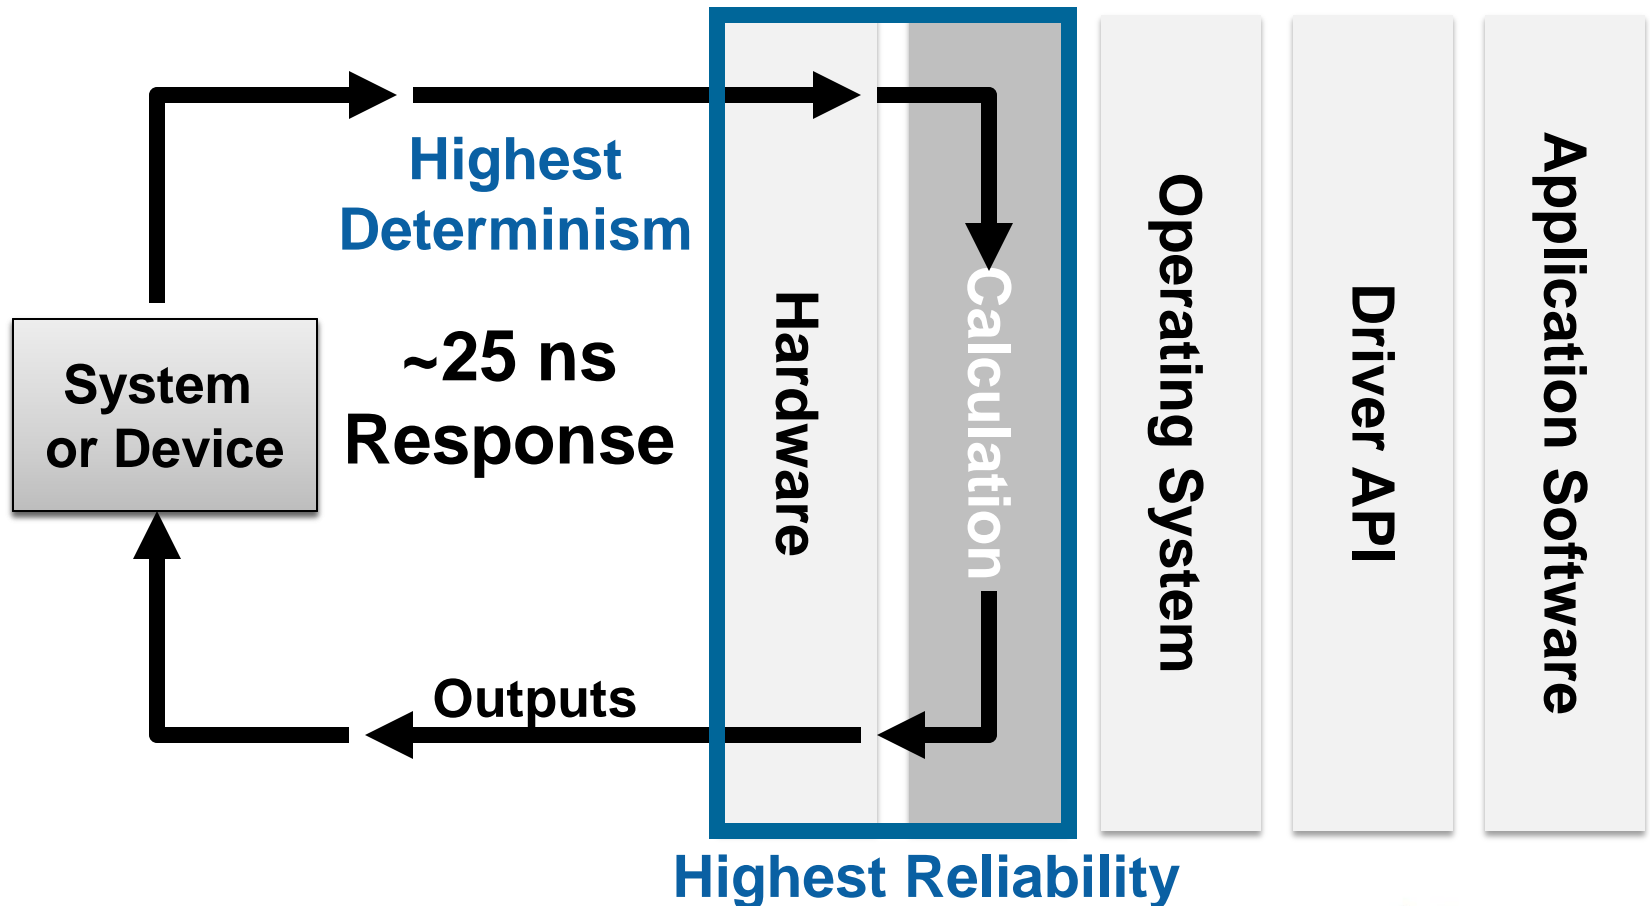 Highest
Determinism
System
or Device
~25 ns
Response
Outputs
Hardware
Calculation
Operating System
Driver API
Application Software
Highest Reliability